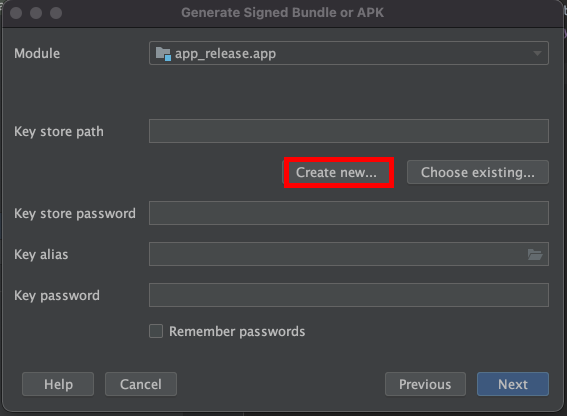 Generate Signed Bundle or APK
Module
app_release.app
Key store path
Create new... Choose existing...
Key store password
Key alias
Key password
Remember passwords
Help Cancel Previous Next